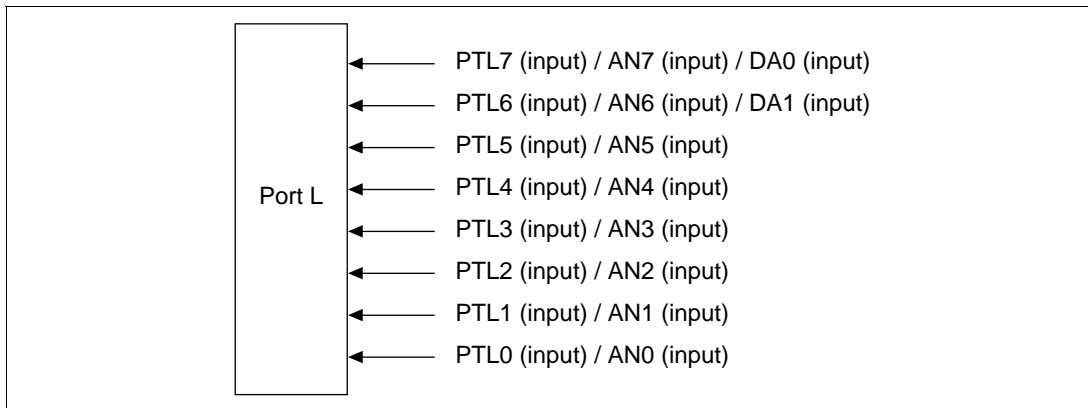 PTL7 (input) / AN7 (input) / DA0 (input)
PTL6 (input) / AN6 (input) / DA1 (input)
PTL5 (input) / AN5 (input)
PTL4 (input) / AN4 (input)
Port L
PTL3 (input) / AN3 (input)
PTL2 (input) / AN2 (input)
PTL1 (input) / AN1 (input)
PTL0 (input) / AN0 (input)